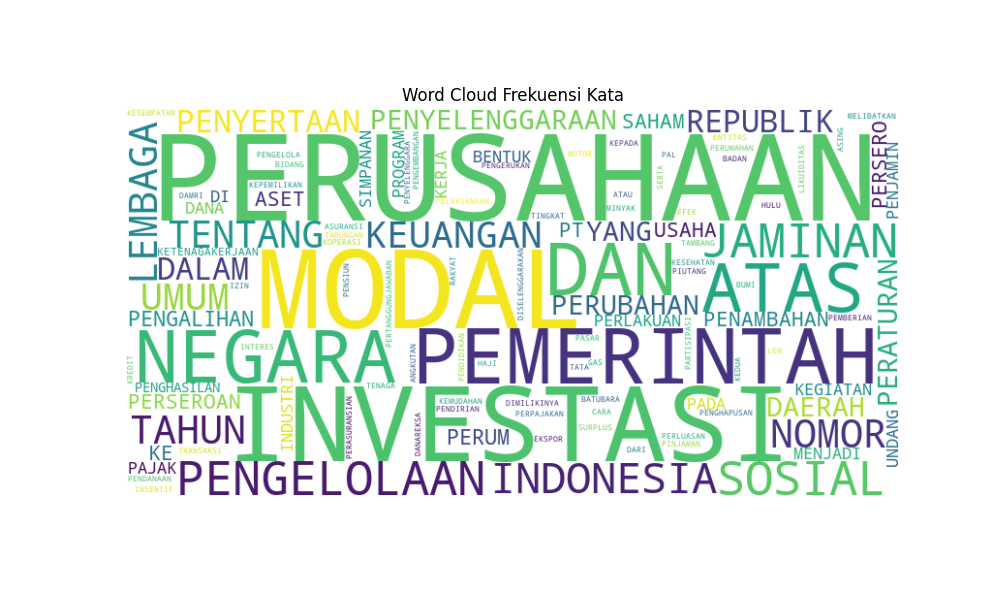 Word Cloud Frekuensi Kata
KESEMPATAN
PENYERTAAN
PENYELENGGARAAN
SAHAM
REPUBLIK
MELIBATKAN
LEMBAGA
PERUSAHAAN
PENGELOLA
BIDANG
KEPEMILIKAN
DAMRI
DI
DANA
ASET
SIMPANAN
PROGRAM
PENYELENGGARA
PENGEMBANGAN
KERJA
BENTUK
PENGERUKAN
PELAKSANAAN
MOTOR
KEPADA
ATAU
MINYAK
TINGKAT
EFEK
SERTA
PAL
ENTITAS
PERUMAHAN
BADAN
HULU
LIKUIDITAS
ASING
PERSERO
PENJAMIN
TENTANG
ASURANSI
TABUNGAN
KOPERASI
KEUANGAN
PT
YANG
USAHA
TAMBANG
JAMINAN
KETENAGAKERJAAN
DALAM
IZIN
UMUM
PENGALIHAN
MODAL
PENSIUN
PERTANGGUNGJAWABAN
RAKYAT
DISELENGGARAKAN
DAN
KESEHATAN
PIUTANG
PERUBAHAN
ATAS
BUMI
PERLAKUAN
PENAMBAHAN
PEMBERIAN
PERATURAN
NEGARA
INTERES
KREDIT
PENGHASILAN
TENAGA
ANGKUTAN
PEMERINTAH
PENDIDIKAN
HAJI
PASAR
TATA
GAS
PARTISIPASI
KEDUA
LEN
KEGIATAN
PERSEROAN
TAHUN
INDUSTRI
INVESTASI
PERASURANSIAN
DANAREKSA
KEMUDAHAN
PENDIRIAN
PERUM
DIMILIKINYA
PERPAJAKAN
EKSPOR
BATUBARA
CARA
SURPLUS
DARI
PERLUASAN
PINJAMAN
PADA
PENGHAPUSAN
DAERAH
NOMOR
MENJADI
UNDANG
KE
TRANSAKSI
PAJAK
PENDANAAN
INSENTIF
PENGELOLAAN
INDONESIA
SOSIAL